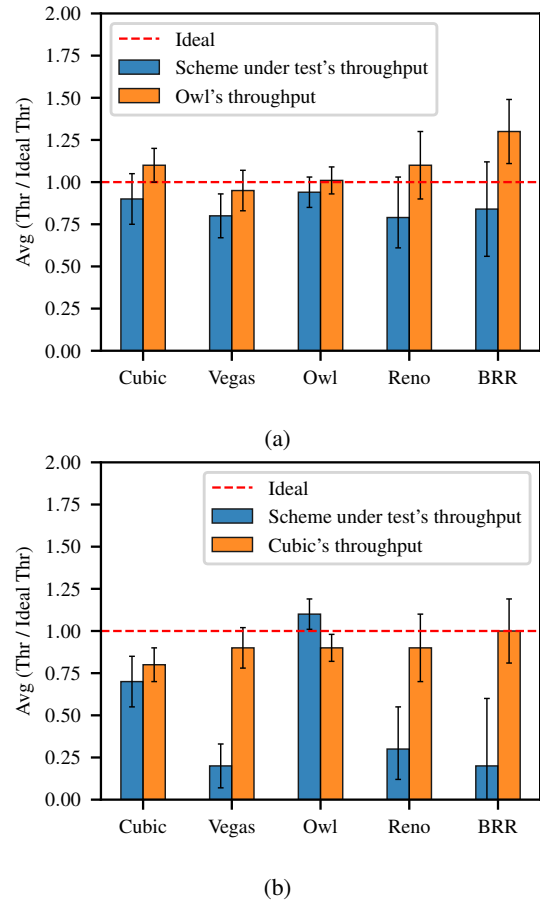 2.00
1.75
1.50
1.25
1.00
0.75
0.50
0.25
0.00
Avg (Thr / Ideal Thr)
Ideal
Scheme under test's throughput
Owl's throughput
Cubic Vegas Owl Reno BRR
(a)
2.00
1.75
1.50
1.25
1.00
0.75
0.50
0.25
0.00
Avg (Thr / Ideal Thr)
Ideal
Scheme under test's throughput
Cubic's throughput
Cubic Vegas Owl Reno BRR
(b)